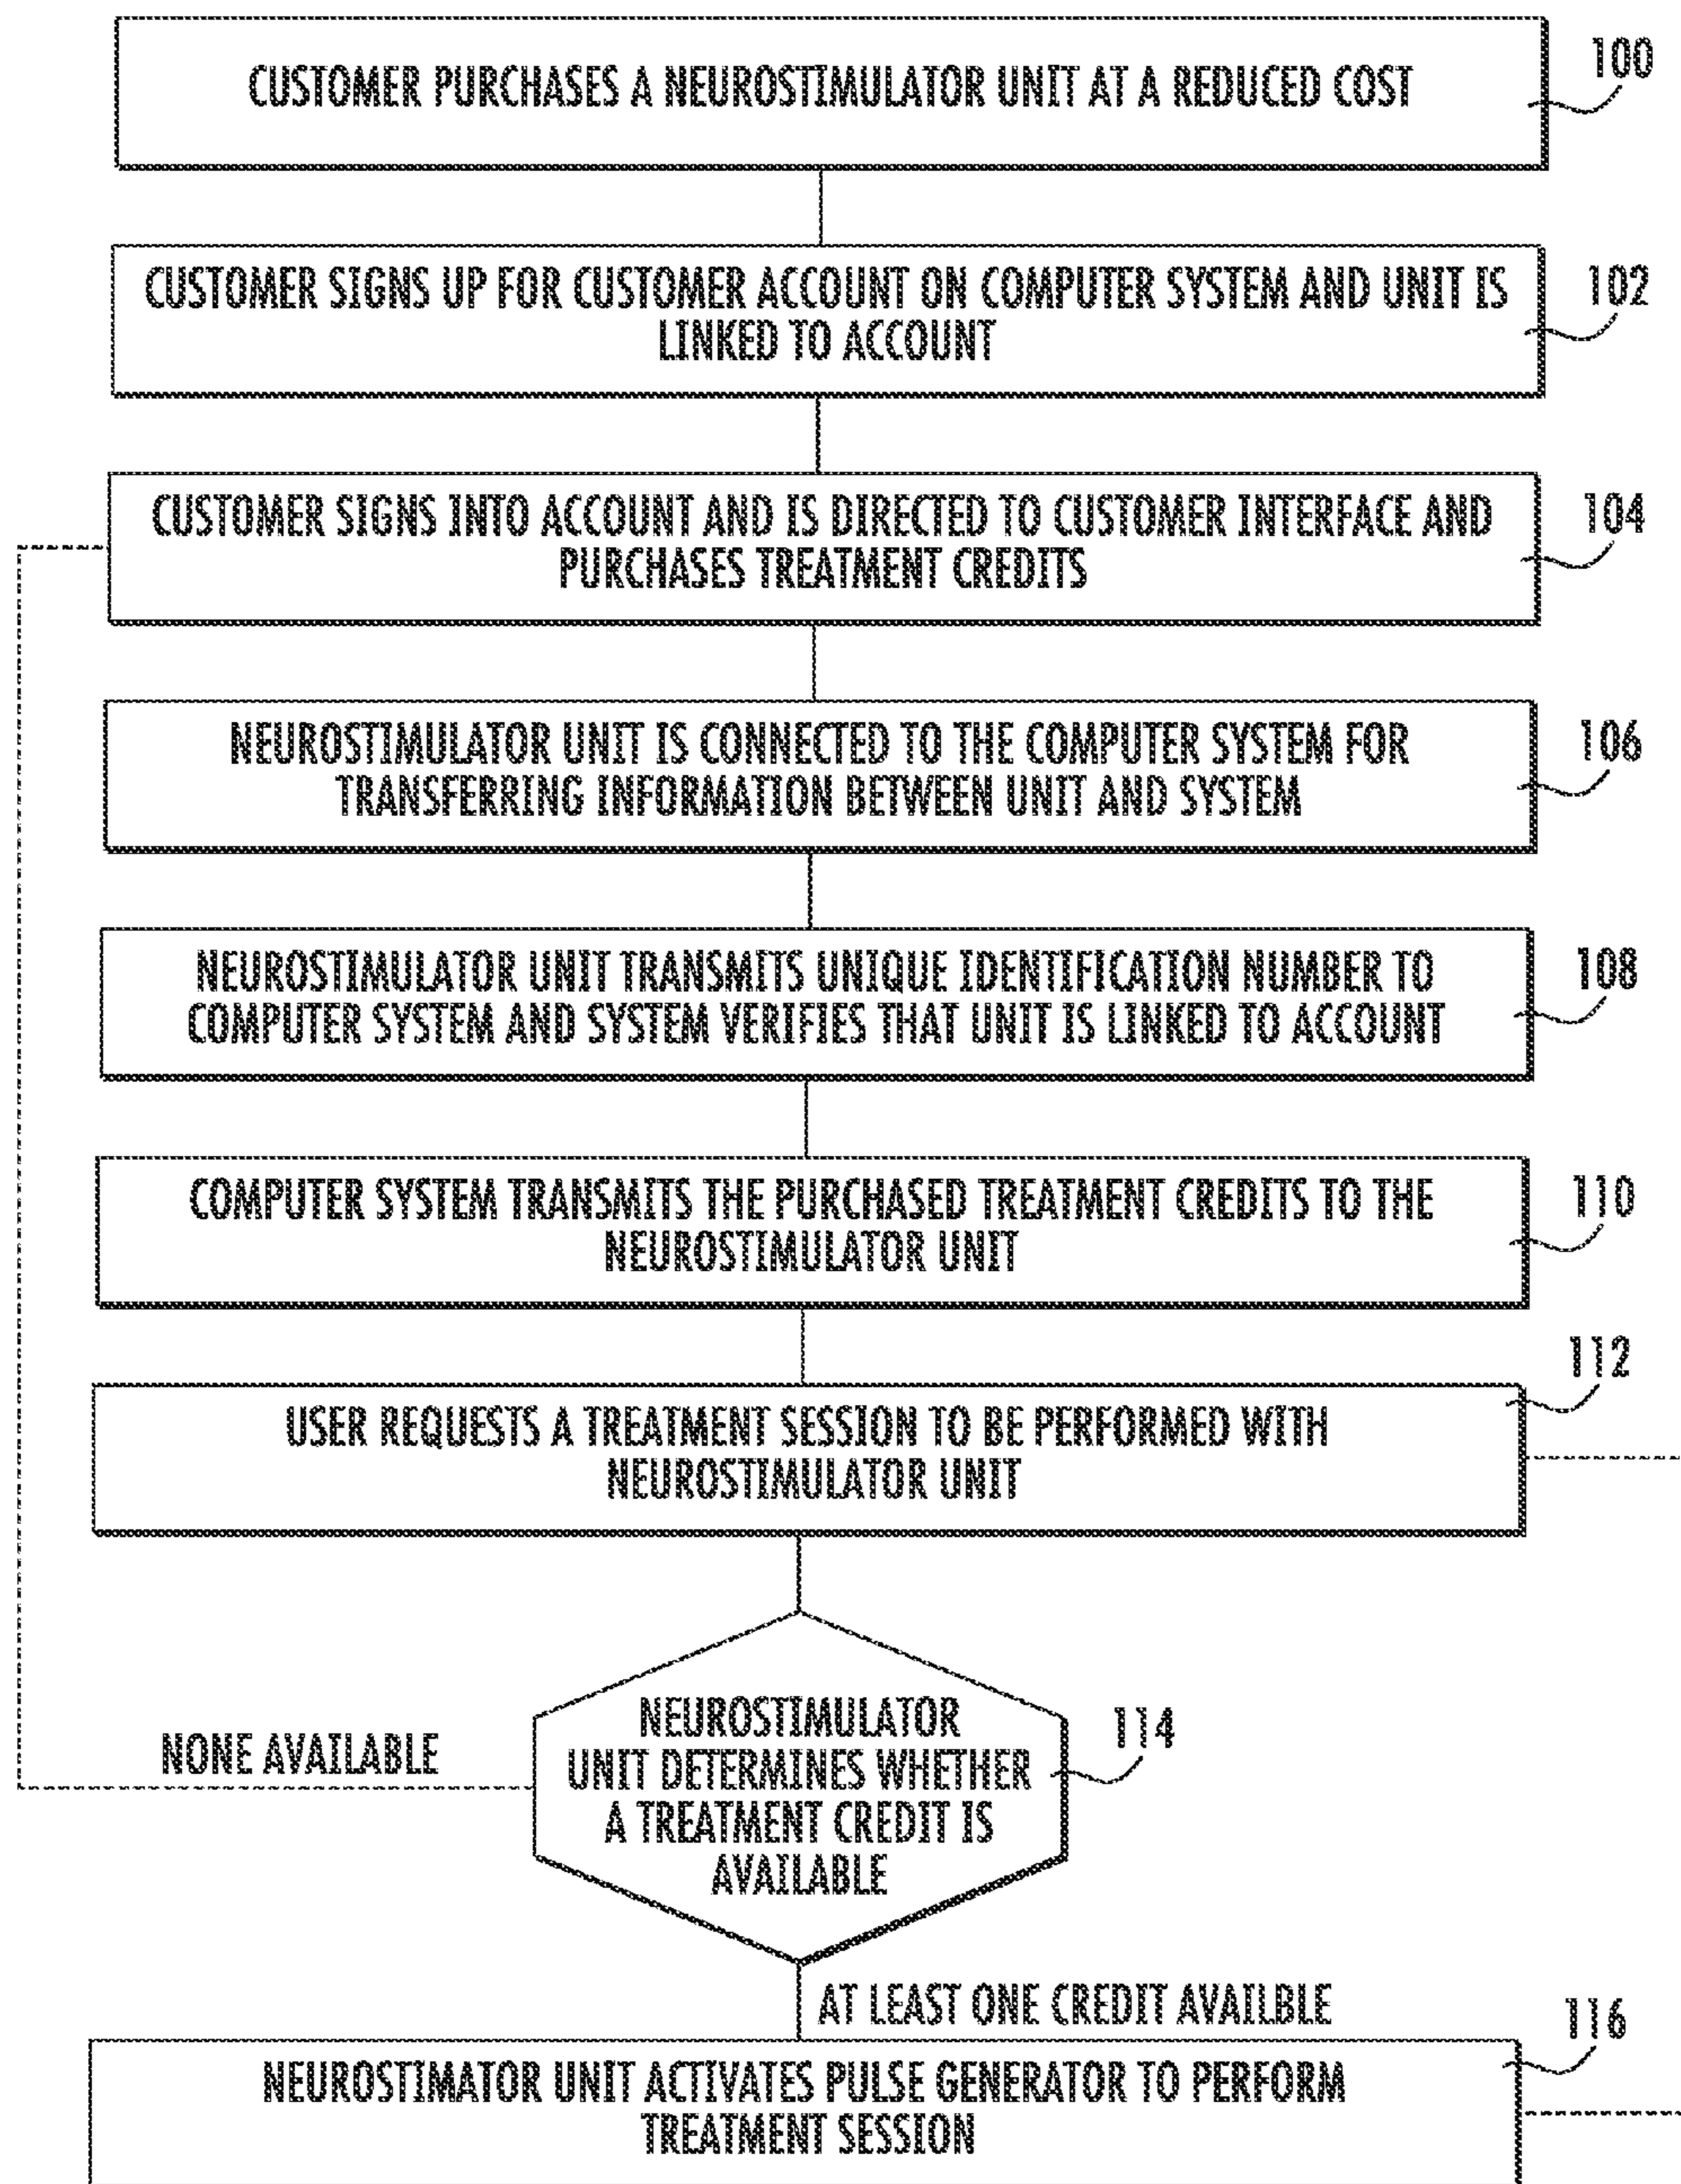 CUSTOMER PURCHASES A NEUROSTIMULATOR UNIT AT A REDUCED COST
100
CUSTOMER SIGNS UP FOR CUSTOMER ACCOUNT ON COMPUTER SYSTEM AND UNIT IS
LINKED TO ACCOUNT
102
CUSTOMER SIGNS INTO ACCOUNT AND IS DIRECTED TO CUSTOMER INTERFACE AND
PURCHASES TREATMENT CREDITS
104
NEUROSTIMULATOR UNIT IS CONNECTED TO THE COMPUTER SYSTEM FOR
TRANSFERRING INFORMATION BETWEEN UNIT AND SYSTEM
106
NEUROSTIMULATOR UNIT TRANSMITS UNIQUE IDENTIFICATION NUMBER TO
COMPUTER SYSTEM AND SYSTEM VERIFIES THAT UNIT IS LINKED TO ACCOUNT
108
COMPUTER SYSTEM TRANSMITS THE PURCHASED TREATMENT CREDITS TO THE
NEUROSTIMULATOR UNIT
110
USER REQUESTS A TREATMENT SESSION TO BE PERFORMED WITH
NEUROSTIMULATOR UNIT
112
NEUROSTIMULATOR
UNIT DETERMINES WHETHER
A TREATMENT CREDIT IS
AVAILABLE
114
NONE AVAILABLE
AT LEAST ONE CREDIT AVAILBLE
NEUROSTIMATOR UNIT ACTIVATES PULSE GENERATOR TO PERFORM
TREATMENT SESSION
116